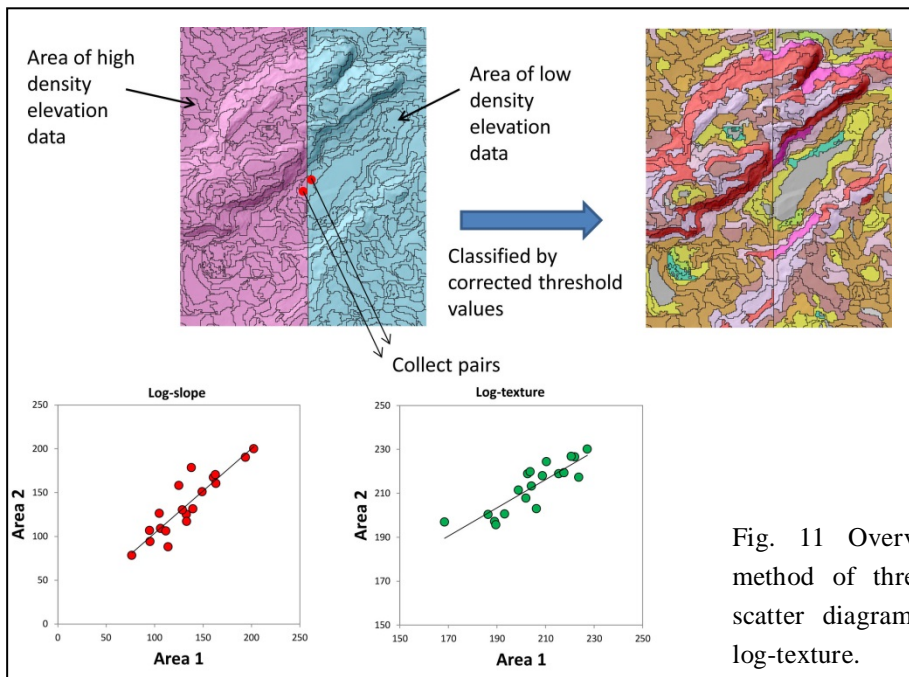 Area of high
density
elevation
data
Area of low
density
elevation
data
Classified by
corrected threshold
values
Collect pairs
Log-slope
250
200
150
100
50
0
0 50 100 150 200 250
Area 2
Area 1
Log-texture
250
230
210
190
170
150
150 170 190 210 230 250
Area 2
Area 1
Fig. 11 Overv
method of thre
scatter diagram
log-texture.